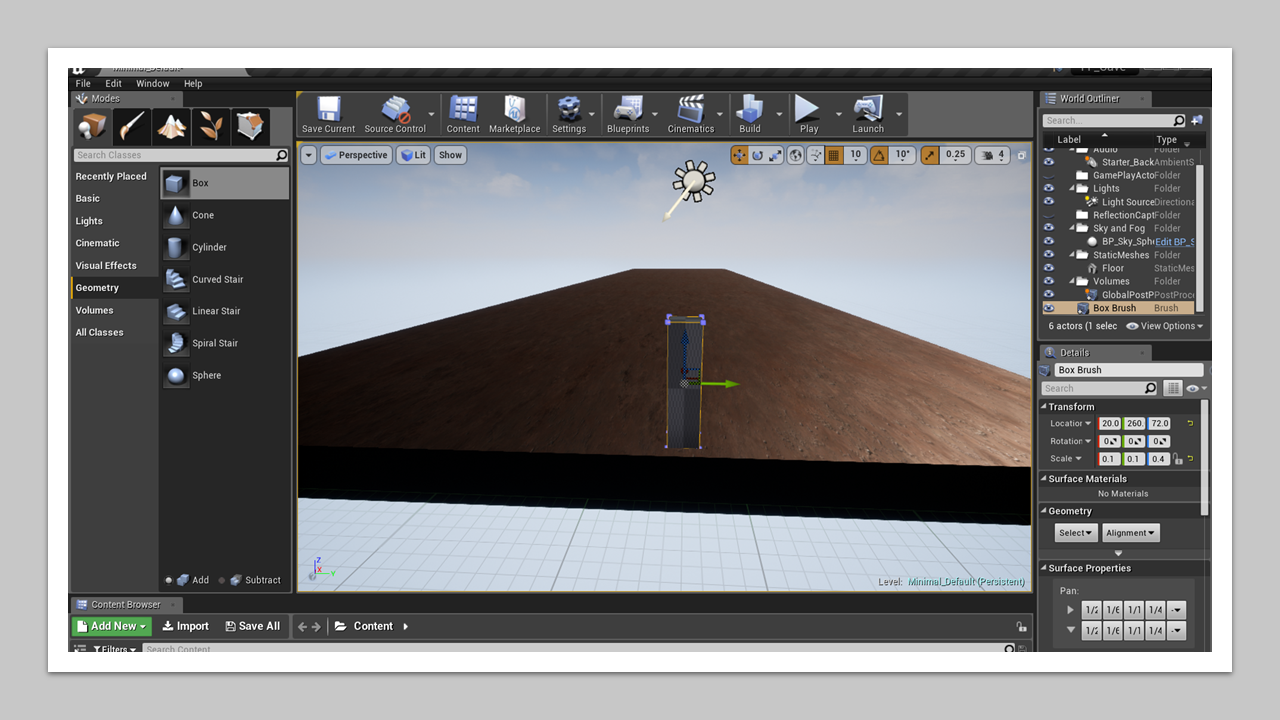 File Edit Window Help
Modes
Search Classes
Recently Placed
Basic
Lights
Cinematic
Visual Effects
Geometry
Volumes
All Classes
Box
Cone
Cylinder
Curved Stair
Linear Stair
Spiral Stair
Sphere
Add Subtract
Save Current Source Control Content Marketplace Settings Blueprints Cinematics Build Play Launch
Perspective Lit Show
10 10° 0.25 4
Level: Minimal_Default (Persistent)
World Outliner
Search...
Label Type
Audio Folder
Starter_Back AmbientS
GamePlayActo Folder
Lights Folder
Light Source Directiona
ReflectionCapt Folder
Sky and Fog Folder
BP_Sky_Sph Edit BP_S
StaticMeshes Folder
Floor StaticMes
Volumes Folder
GlobalPostP PostProce
Box Brush Brush
6 actors (1 selec View Options
Details
Box Brush
Search
Transform
Location 20.0 260. 72.0
Rotation 0 0 0
Scale 0.1 0.1 0.4
Surface Materials
No Materials
Geometry
Select Alignment
Surface Properties
Pan:
1/2 1/6 1/1 1/4
1/2 1/6 1/1 1/4
Content Browser
Add New Import Save All Content
Filters Search Content